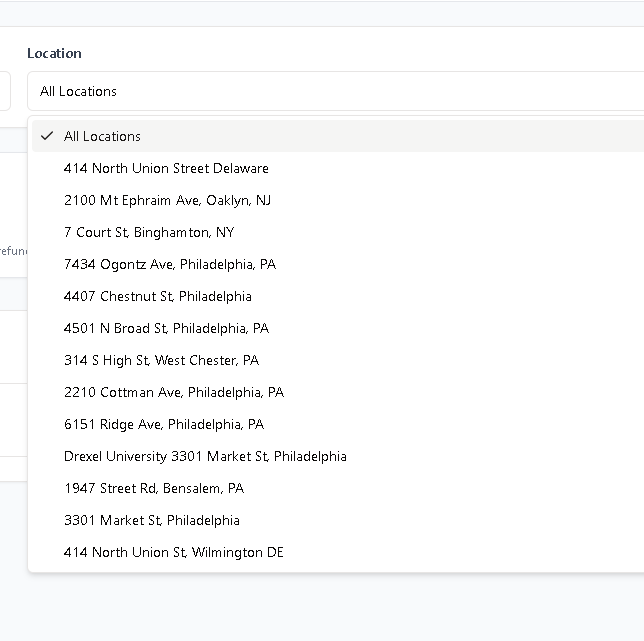 Location
All Locations
All Locations
414 North Union Street Delaware
2100 Mt Ephraim Ave, Oaklyn, NJ
7 Court St, Binghamton, NY
refun
7434 Ogontz Ave, Philadelphia, PA
4407 Chestnut St, Philadelphia
4501 N Broad St, Philadelphia, PA
314 S High St, West Chester, PA
2210 Cottman Ave, Philadelphia, PA
6151 Ridge Ave, Philadelphia, PA
Drexel University 3301 Market St, Philadelphia
1947 Street Rd, Bensalem, PA
3301 Market St, Philadelphia
414 North Union St, Wilmington DE